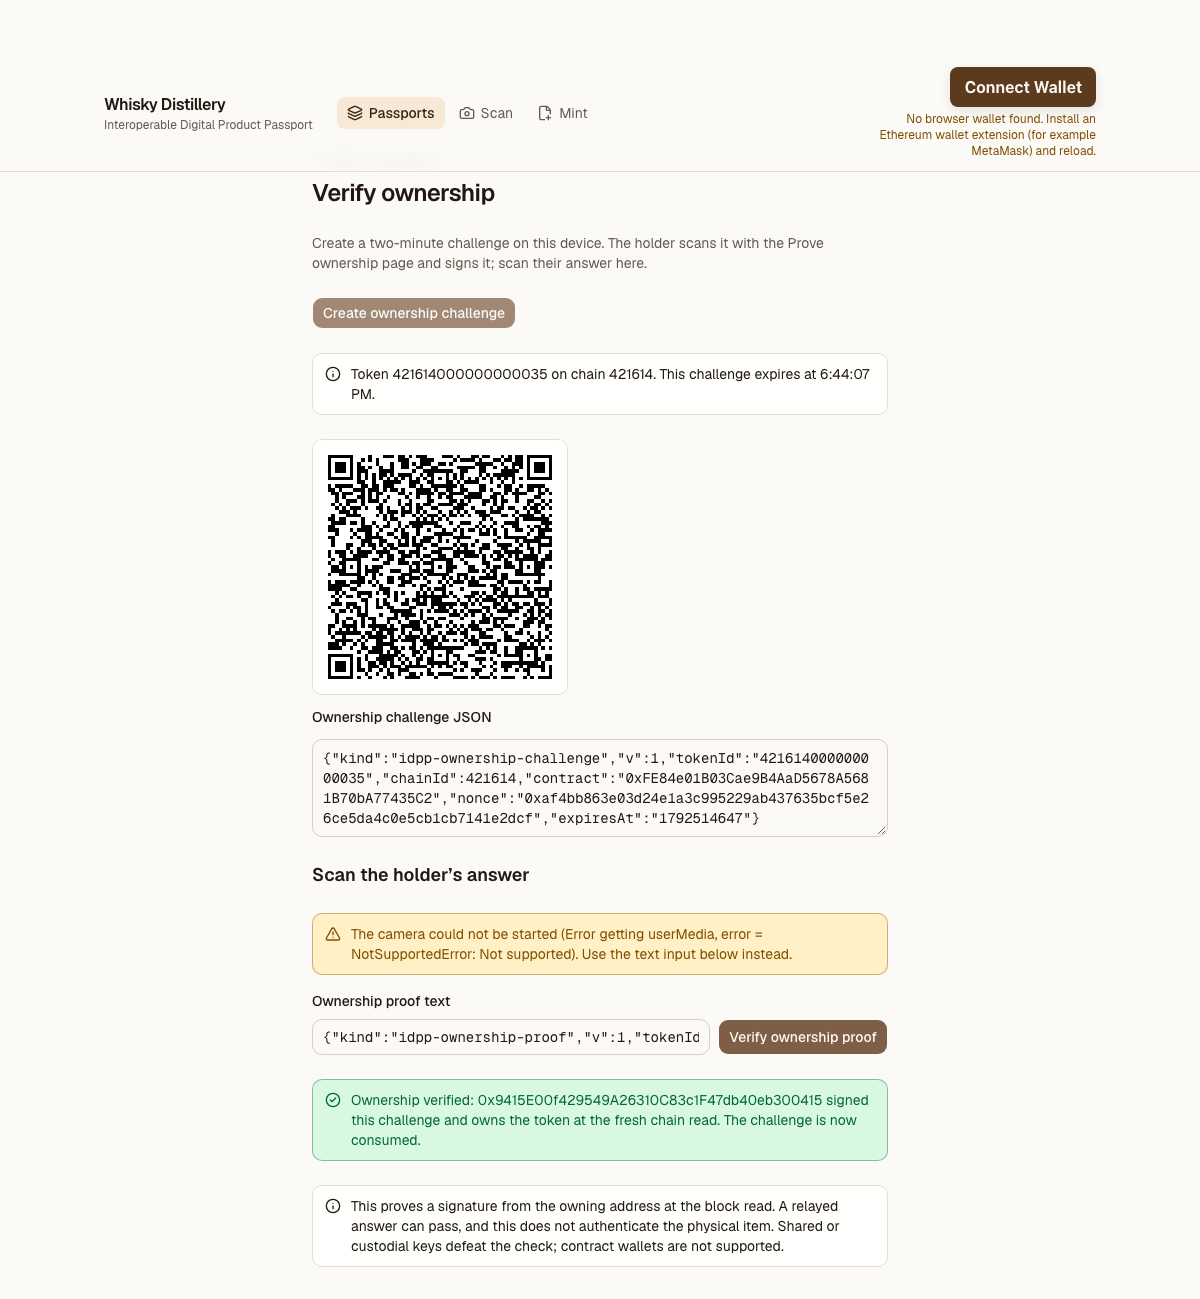 Whisky Distillery
Interoperable Digital Product Passport
Passports
Scan
Mint
Connect Wallet
No browser wallet found. Install an
Ethereum wallet extension (for example
MetaMask) and reload.
Verify ownership
Create a two-minute challenge on this device. The holder scans it with the Prove
ownership page and signs it; scan their answer here.
Create ownership challenge
Token 421614000000000035 on chain 421614. This challenge expires at 6:44:07
PM.
Ownership challenge JSON
{"kind":"idpp-ownership-challenge","v":1,"tokenId":"4216140000000
00035","chainId":421614,"contract":"0xFE84e01B03Cae9B4AaD5678A568
1B70bA77435C2","nonce":"0xaf4bb863e03d24e1a3c995229ab437635bcf5e2
6ce5da4c0e5cb1cb7141e2dcf","expiresAt":"1792514647"}
Scan the holder’s answer
The camera could not be started (Error getting userMedia, error =
NotSupportedError: Not supported). Use the text input below instead.
Ownership proof text
{"kind":"idpp-ownership-proof","v":1,"tokenId
Verify ownership proof
Ownership verified: 0x9415E00f429549A26310C83c1F47db40eb300415 signed
this challenge and owns the token at the fresh chain read. The challenge is now
consumed.
This proves a signature from the owning address at the block read. A relayed
answer can pass, and this does not authenticate the physical item. Shared or
custodial keys defeat the check; contract wallets are not supported.